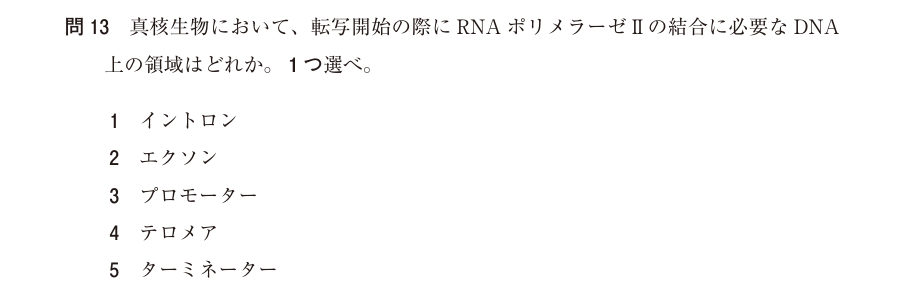 問 13　真核生物において、転写開始の際に RNA ポリメラーゼⅡの結合に必要な DNA
上の領域はどれか。1つ選べ。
1　イントロン
2　エクソン
3　プロモーター
4　テロメア
5　ターミネーター